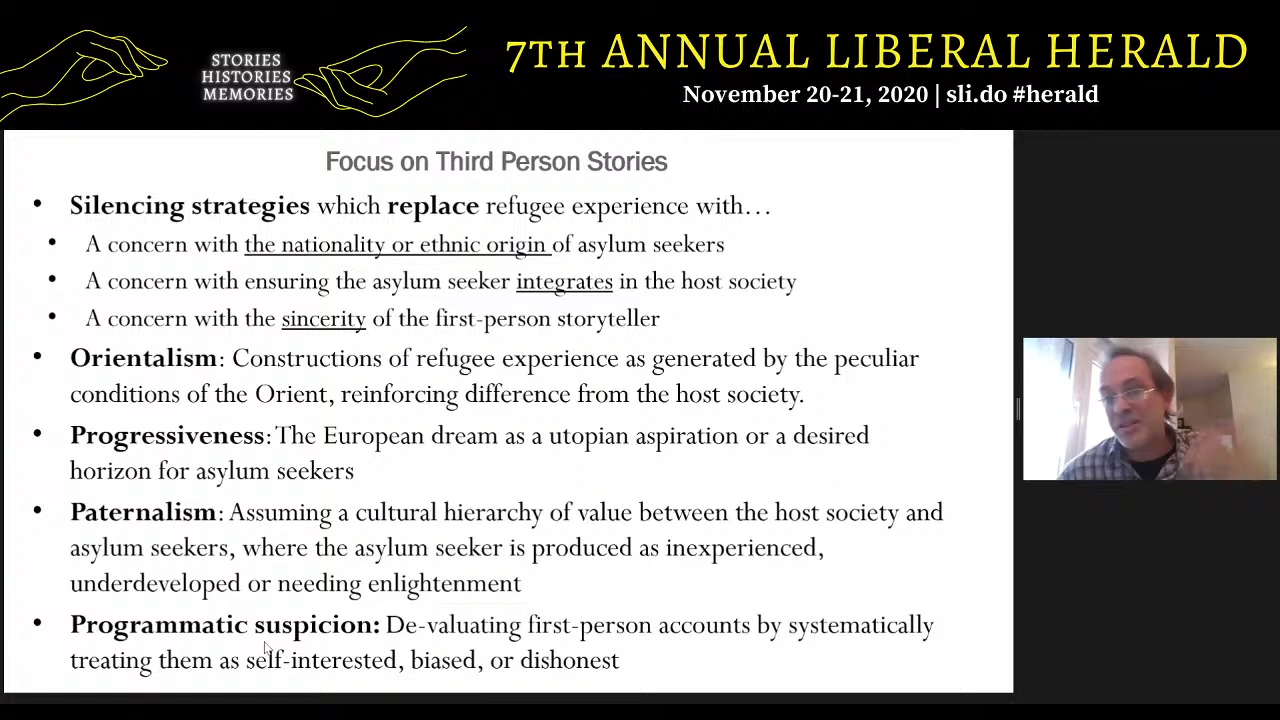 STORIES
HISTORIES
MEMORIES
7TH ANNUAL LIBERAL HERALD
November 20-21, 2020 | sli.do #herald
Focus on Third Person Stories
• Silencing strategies which replace refugee experience with…
• A concern with the nationality or ethnic origin of asylum seekers
• A concern with ensuring the asylum seeker integrates in the host society
• A concern with the sincerity of the first-person storyteller
• Orientalism: Constructions of refugee experience as generated by the peculiar
conditions of the Orient, reinforcing difference from the host society.
• Progressiveness: The European dream as a utopian aspiration or a desired
horizon for asylum seekers
• Paternalism: Assuming a cultural hierarchy of value between the host society and
asylum seekers, where the asylum seeker is produced as inexperienced,
underdeveloped or needing enlightenment
• Programmatic suspicion: De-valuating first-person accounts by systematically
treating them as self-interested, biased, or dishonest